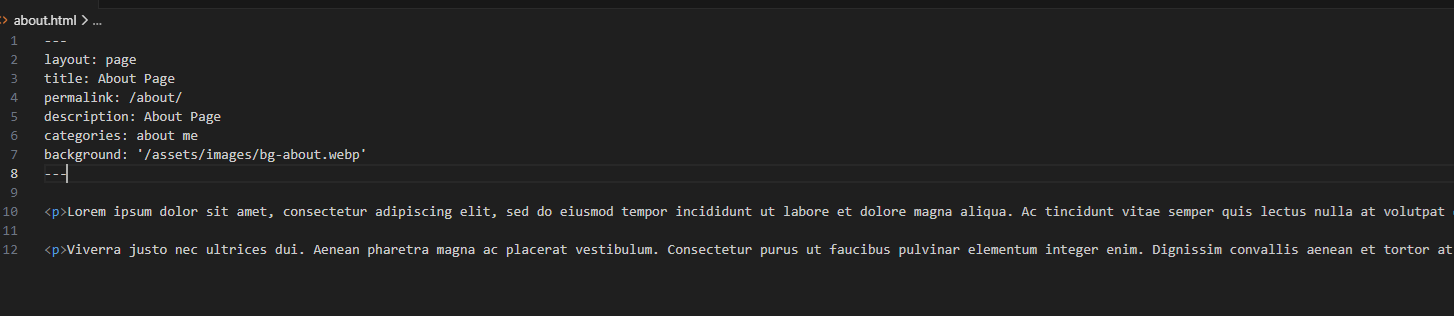 about.html > ...
1 ---
2 layout: page
3 title: About Page
4 permalink: /about/
5 description: About Page
6 categories: about me
7 background: '/assets/images/bg-about.webp'
8 ---
9
10 <p>Lorem ipsum dolor sit amet, consectetur adipiscing elit, sed do eiusmod tempor incididunt ut labore et dolore magna aliqua. Ac tincidunt vitae semper quis lectus nulla at volutpat
11
12 <p>Viverra justo nec ultrices dui. Aenean pharetra magna ac placerat vestibulum. Consectetur purus ut faucibus pulvinar elementum integer enim. Dignissim convallis aenean et tortor at